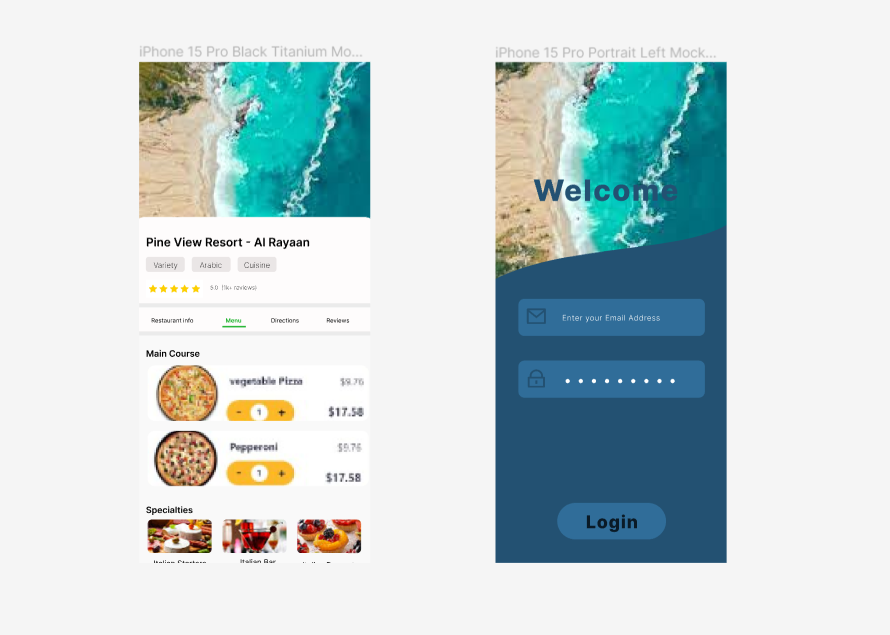 iPhone 15 Pro Black Titanium Mo...
Pine View Resort - Al Rayaan
Variety Arabic Cuisine
5.0 (1k+ reviews)
Restaurant info Menu Directions Reviews
Main Course
vegetable Pizza $9.76
- 1 + $17.58
Pepperoni $9.76
- 1 + $17.58
Specialties
Italian Starters Italian Bar
iPhone 15 Pro Portrait Left Mock...
Welcome
Enter your Email Address
Login